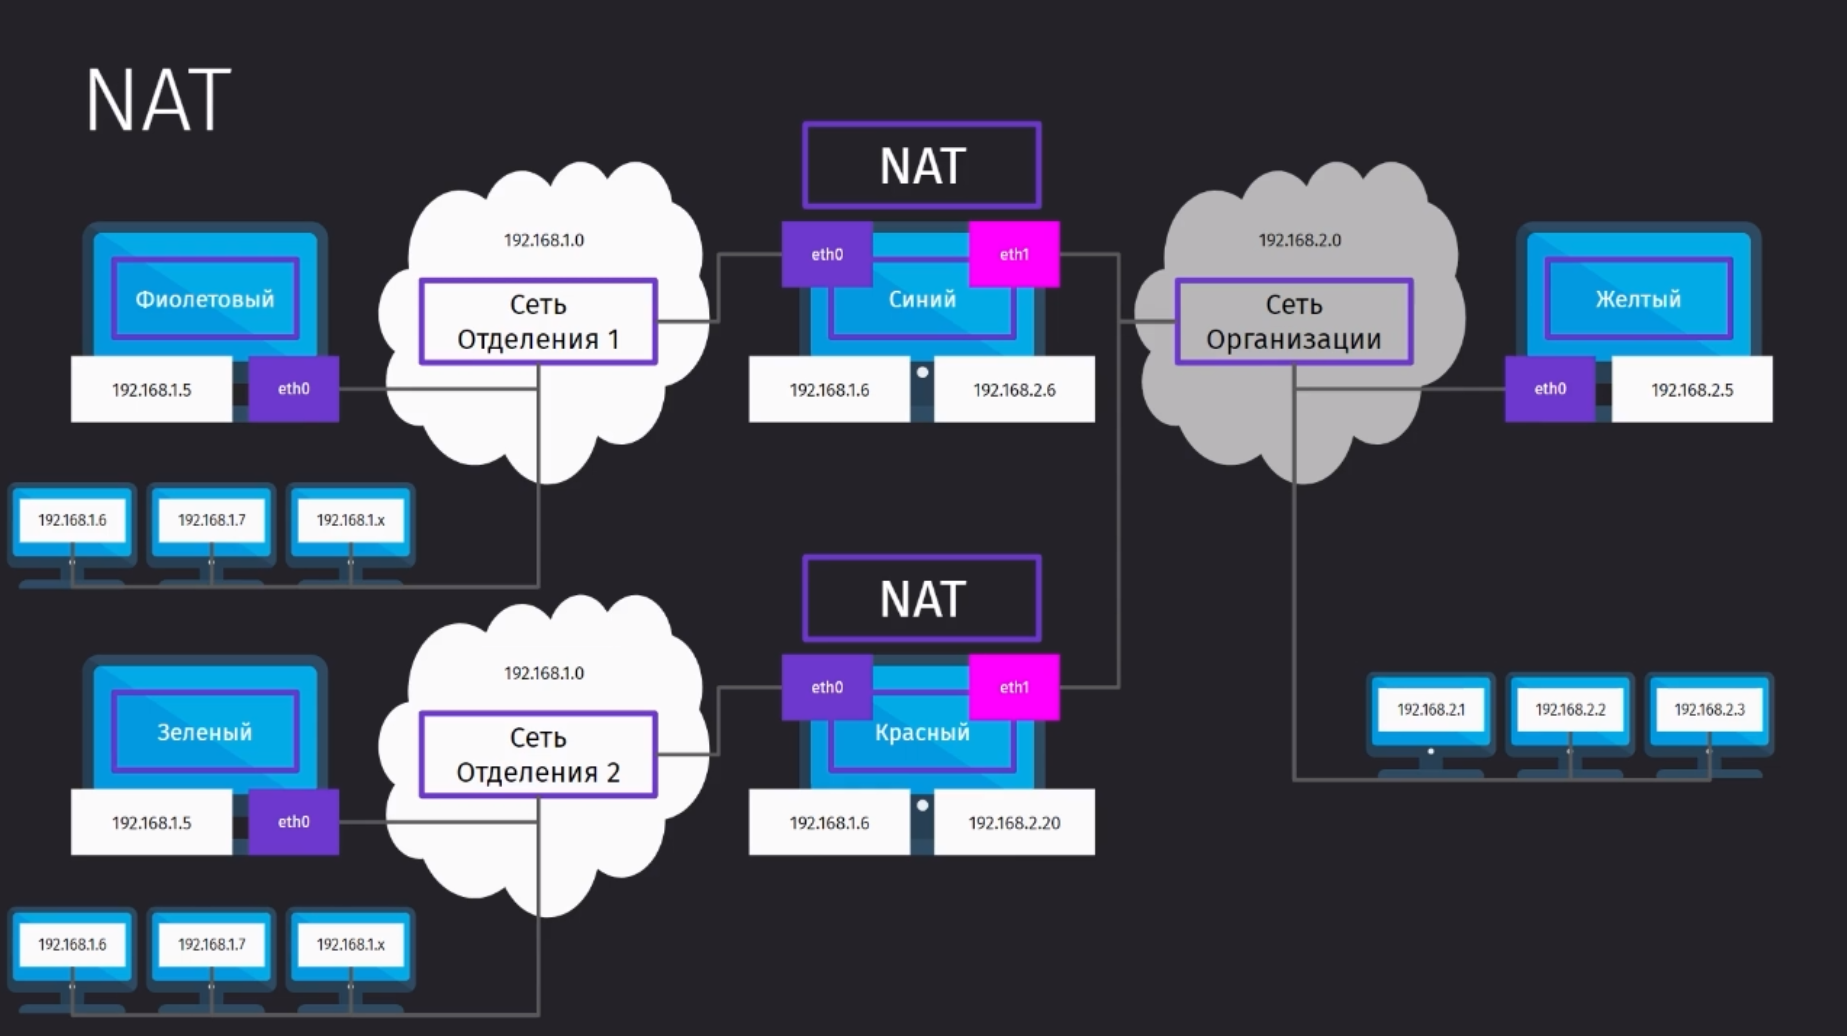 NAT
NAT
192.168.1.0
eth0
eth1
192.168.2.0
Фиолетовый
Сеть
Отделения 1
Синий
Сеть
Организации
Желтый
192.168.1.5
eth0
192.168.1.6
192.168.2.6
eth0
192.168.2.5
192.168.1.6
192.168.1.7
192.168.1.x
NAT
192.168.1.0
eth0
eth1
Зеленый
Сеть
Отделения 2
Красный
192.168.2.1
192.168.2.2
192.168.2.3
192.168.1.5
eth0
192.168.1.6
192.168.2.20
192.168.1.6
192.168.1.7
192.168.1.x